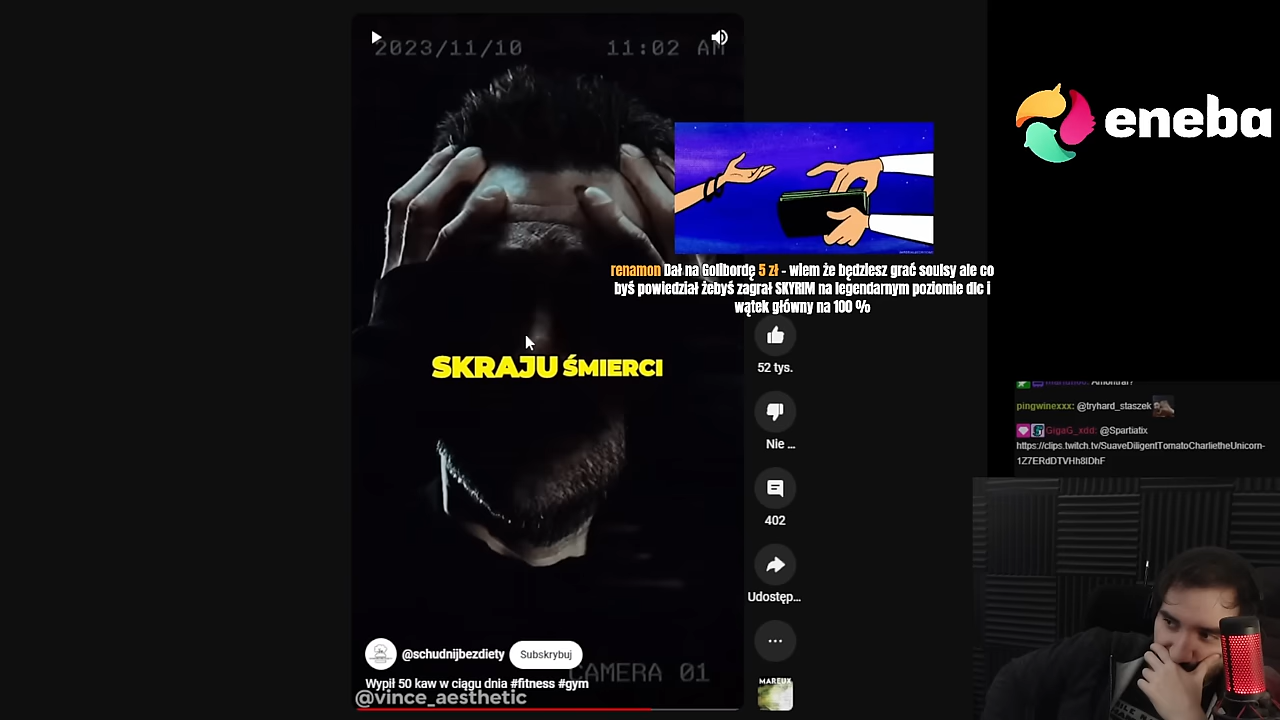 2023/11/10 11:02 AM
eneba
renamon Dał na Gollbordę 5 zł - wiem że będziesz grać soulsy ale co
byś powiedział żebyś zagrał SKYRIM na legendarnym poziomie dlc i
wątek główny na 100 %
SKRAJU ŚMIERCI
52 tys.
Nie ...
402
Udostęp...
pingwinexxx: @tryhard_staszek
GigaG_xdd: @Spartiatix
https://clips.twitch.tv/SuaveDiligentTomatoCharlietheUnicorn-
1Z7ERdDTVHh8lDhF
@schudnijbezdiety Subskrybuj
CAMERA 01
Wypił 50 kaw w ciągu dnia #fitness #gym
@vince_aesthetic
MAREUX